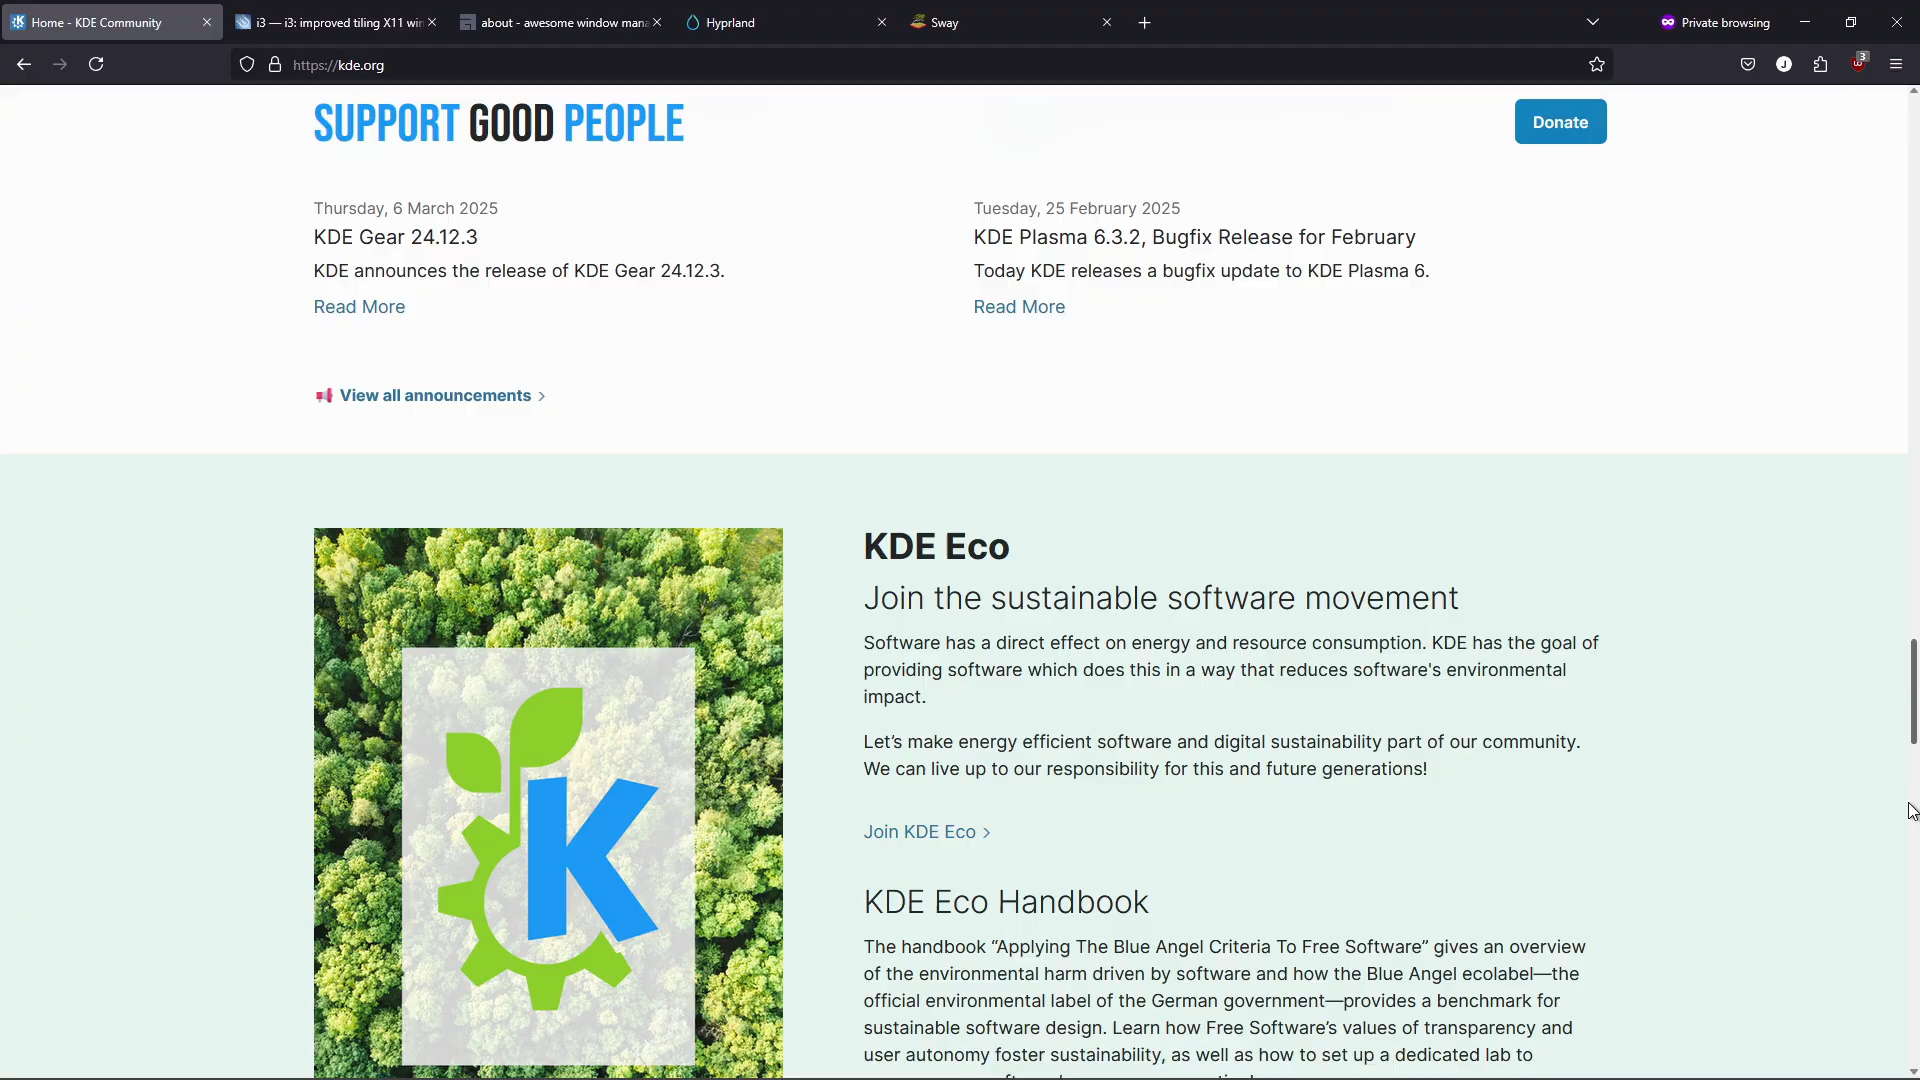 Home - KDE Community
i3 — i3: improved tiling X11 win
about - awesome window mana
Hyprland
Sway
Private browsing
https://kde.org
J
3
SUPPORT GOOD PEOPLE
Donate
Thursday, 6 March 2025
KDE Gear 24.12.3
KDE announces the release of KDE Gear 24.12.3.
Read More
Tuesday, 25 February 2025
KDE Plasma 6.3.2, Bugfix Release for February
Today KDE releases a bugfix update to KDE Plasma 6.
Read More
View all announcements
K
KDE Eco
Join the sustainable software movement
Software has a direct effect on energy and resource consumption. KDE has the goal of
providing software which does this in a way that reduces software's environmental
impact.
Let’s make energy efficient software and digital sustainability part of our community.
We can live up to our responsibility for this and future generations!
Join KDE Eco
KDE Eco Handbook
The handbook “Applying The Blue Angel Criteria To Free Software” gives an overview
of the environmental harm driven by software and how the Blue Angel ecolabel—the
official environmental label of the German government—provides a benchmark for
sustainable software design. Learn how Free Software’s values of transparency and
user autonomy foster sustainability, as well as how to set up a dedicated lab to